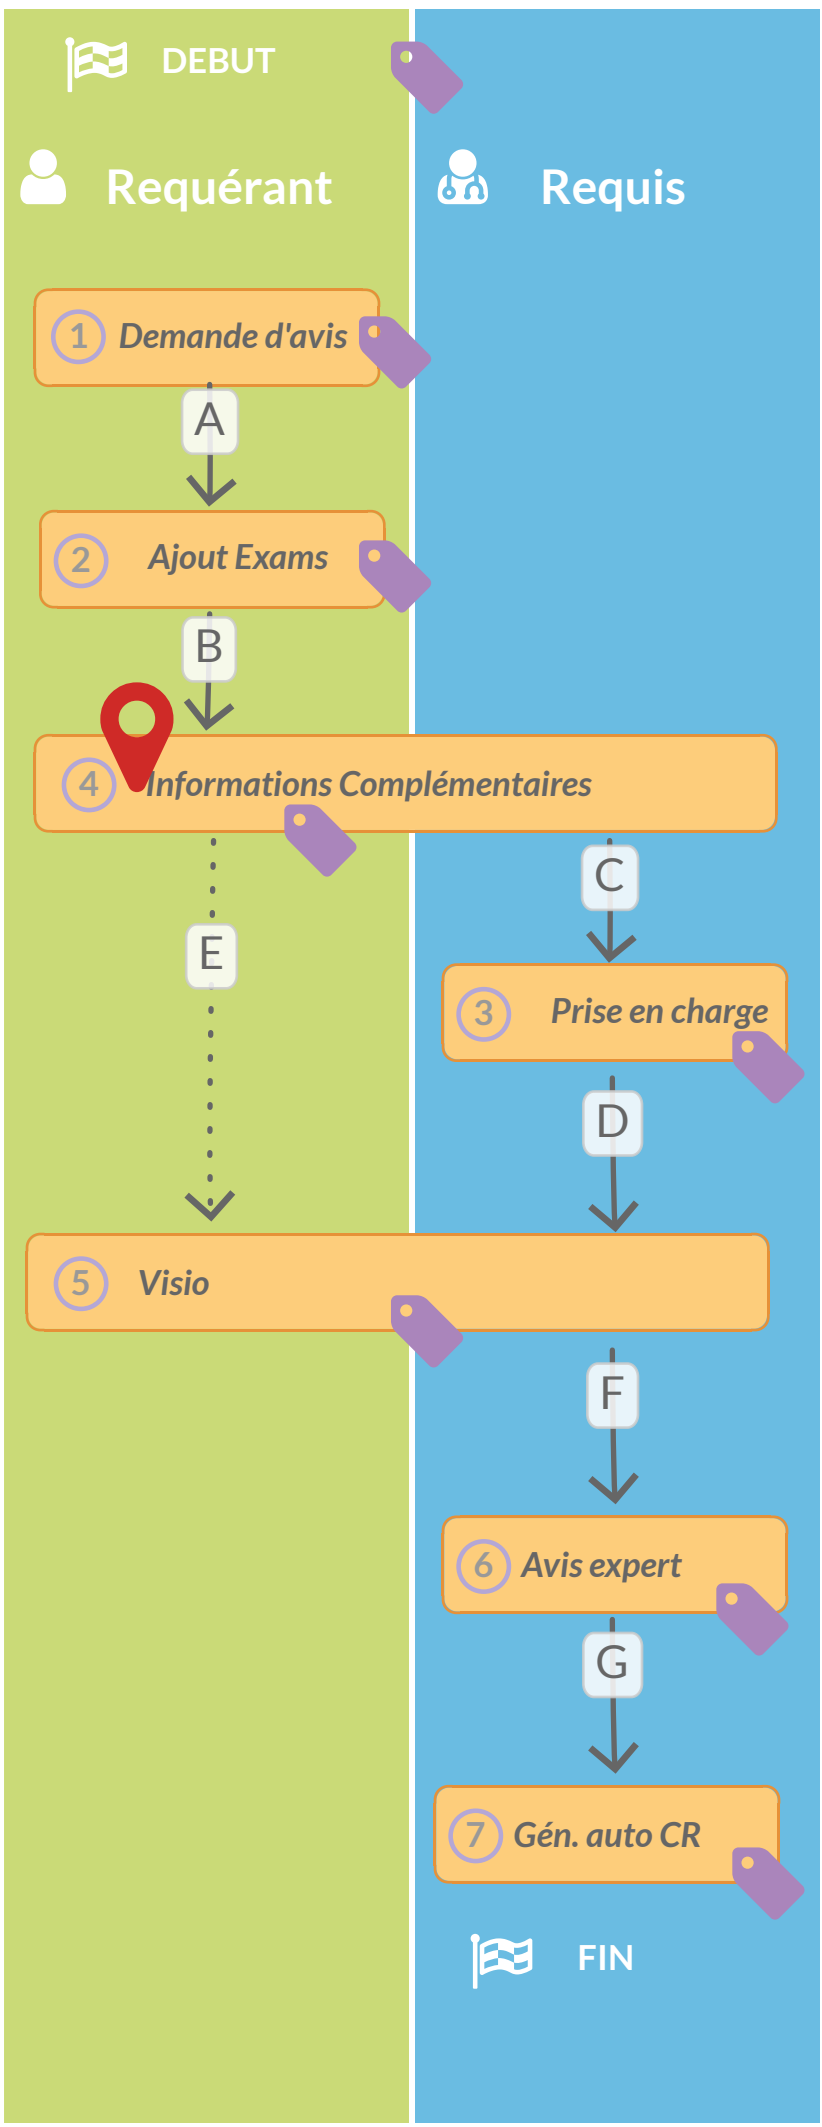 DEBUT
Requérant
Requis
1 Demande d'avis
A
2 Ajout Exams
B
4 Informations Complémentaires
C
E
3 Prise en charge
D
5 Visio
F
6 Avis expert
G
7 Gén. auto CR
FIN